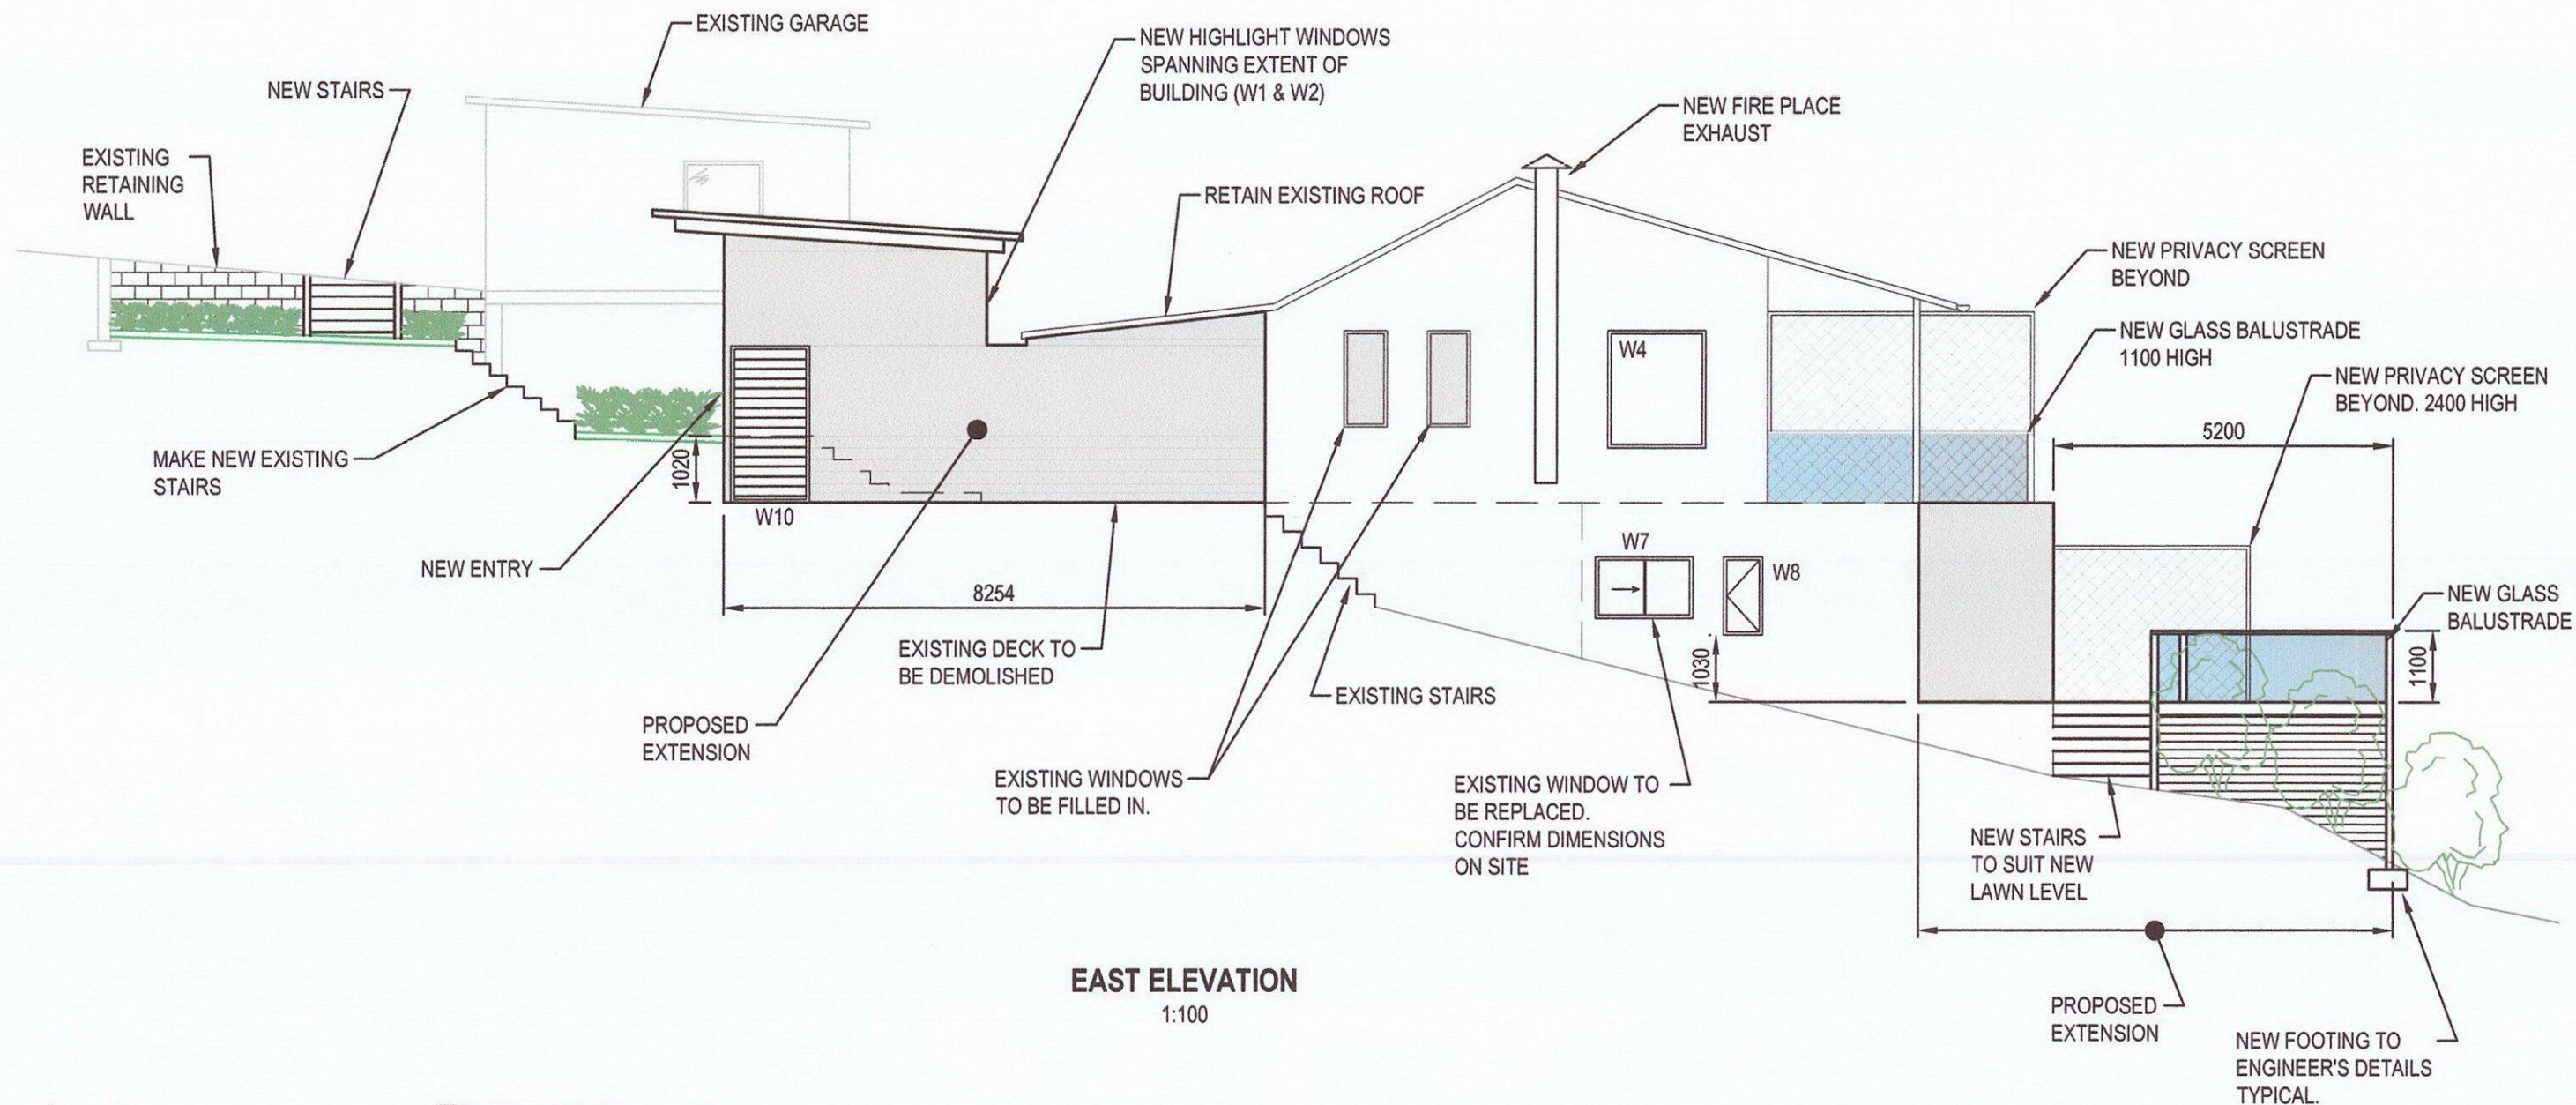 EXISTING GARAGE
NEW HIGHLIGHT WINDOWS
SPANNING EXTENT OF
BUILDING (W1 & W2)
NEW STAIRS
NEW FIRE PLACE
EXHAUST
EXISTING
RETAINING
WALL
RETAIN EXISTING ROOF
NEW PRIVACY SCREEN
BEYOND
NEW GLASS BALUSTRADE
1100 HIGH
W4
NEW PRIVACY SCREEN
BEYOND. 2400 HIGH
5200
MAKE NEW EXISTING
STAIRS
1020
W10
NEW ENTRY
W7
W8
8254
NEW GLASS
BALUSTRADE
EXISTING DECK TO
BE DEMOLISHED
1030
1100
EXISTING STAIRS
PROPOSED
EXTENSION
EXISTING WINDOWS
TO BE FILLED IN.
EXISTING WINDOW TO
BE REPLACED.
CONFIRM DIMENSIONS
ON SITE
NEW STAIRS
TO SUIT NEW
LAWN LEVEL
EAST ELEVATION
1:100
PROPOSED
EXTENSION
NEW FOOTING TO
ENGINEER'S DETAILS
TYPICAL.